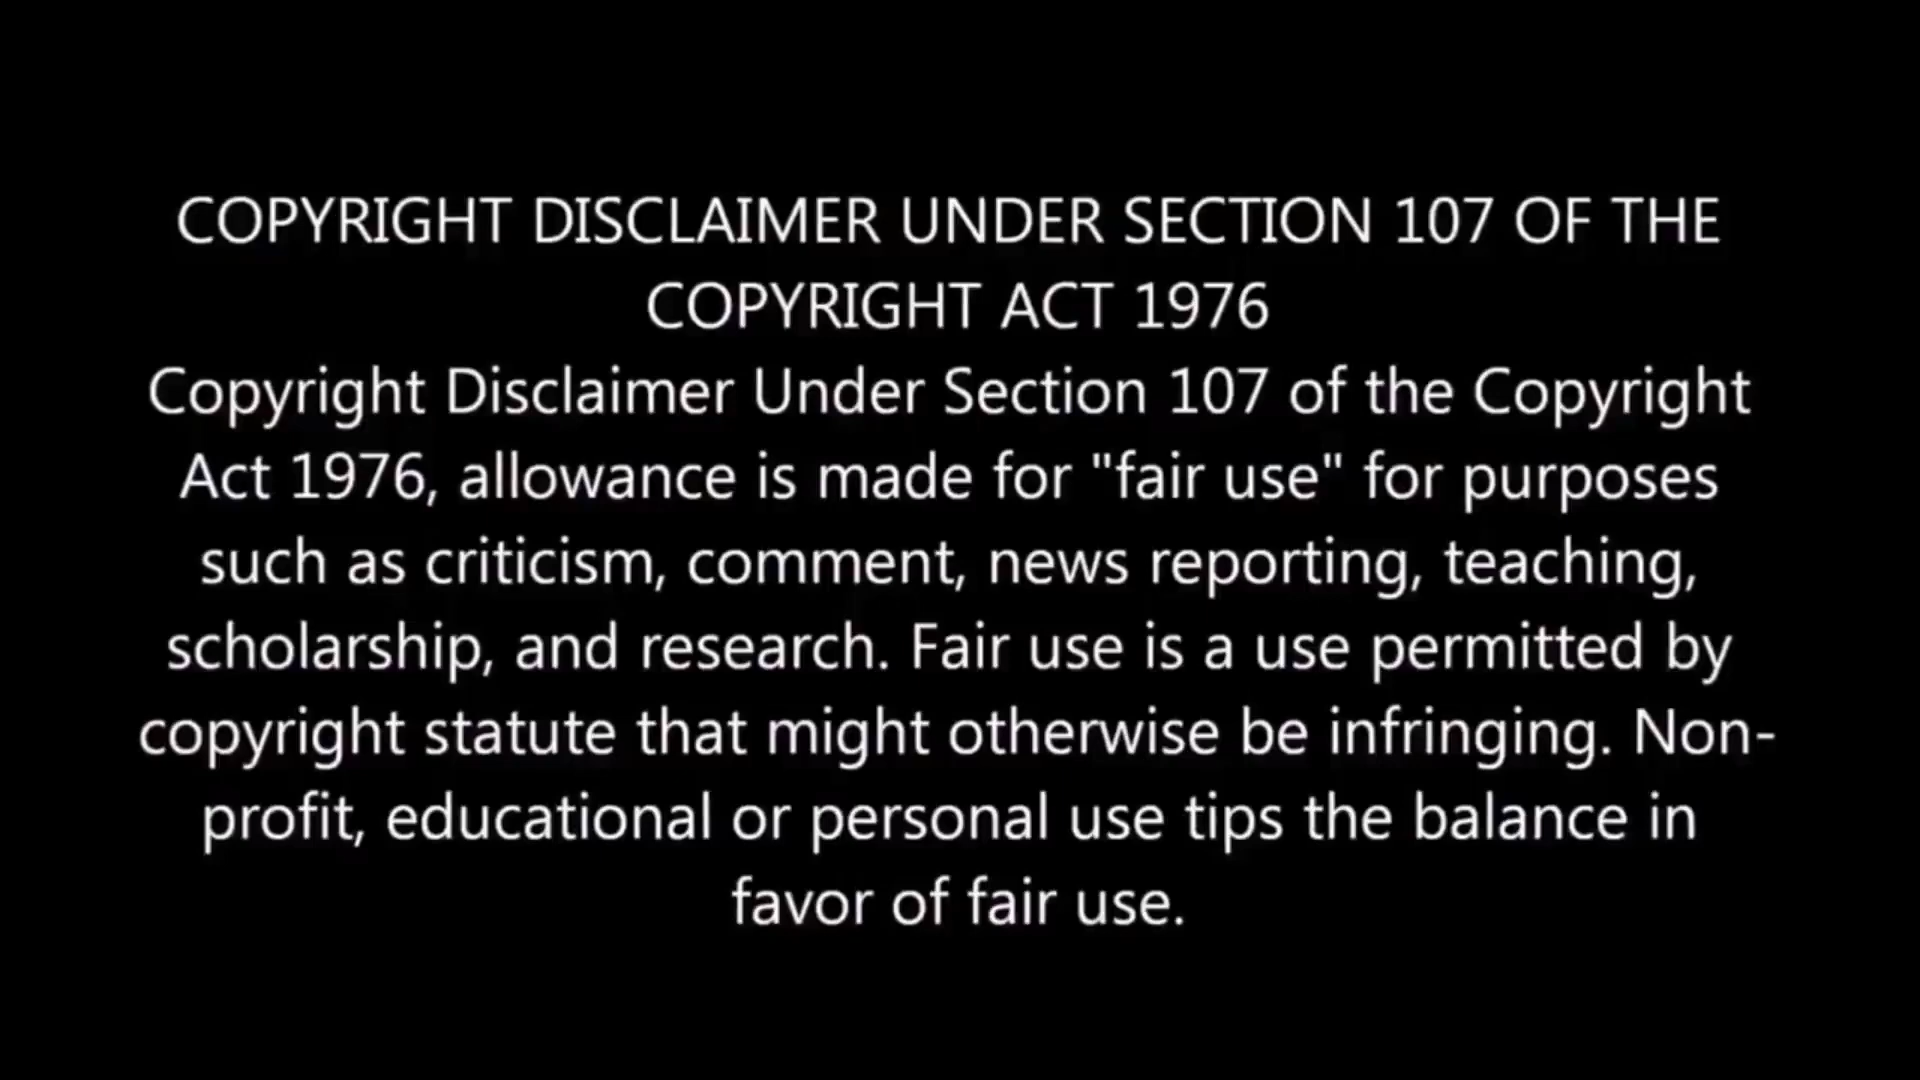 COPYRIGHT DISCLAIMER UNDER SECTION 107 OF THE
COPYRIGHT ACT 1976
Copyright Disclaimer Under Section 107 of the Copyright
Act 1976, allowance is made for "fair use" for purposes
such as criticism, comment, news reporting, teaching,
scholarship, and research. Fair use is a use permitted by
copyright statute that might otherwise be infringing. Non-
profit, educational or personal use tips the balance in
favor of fair use.